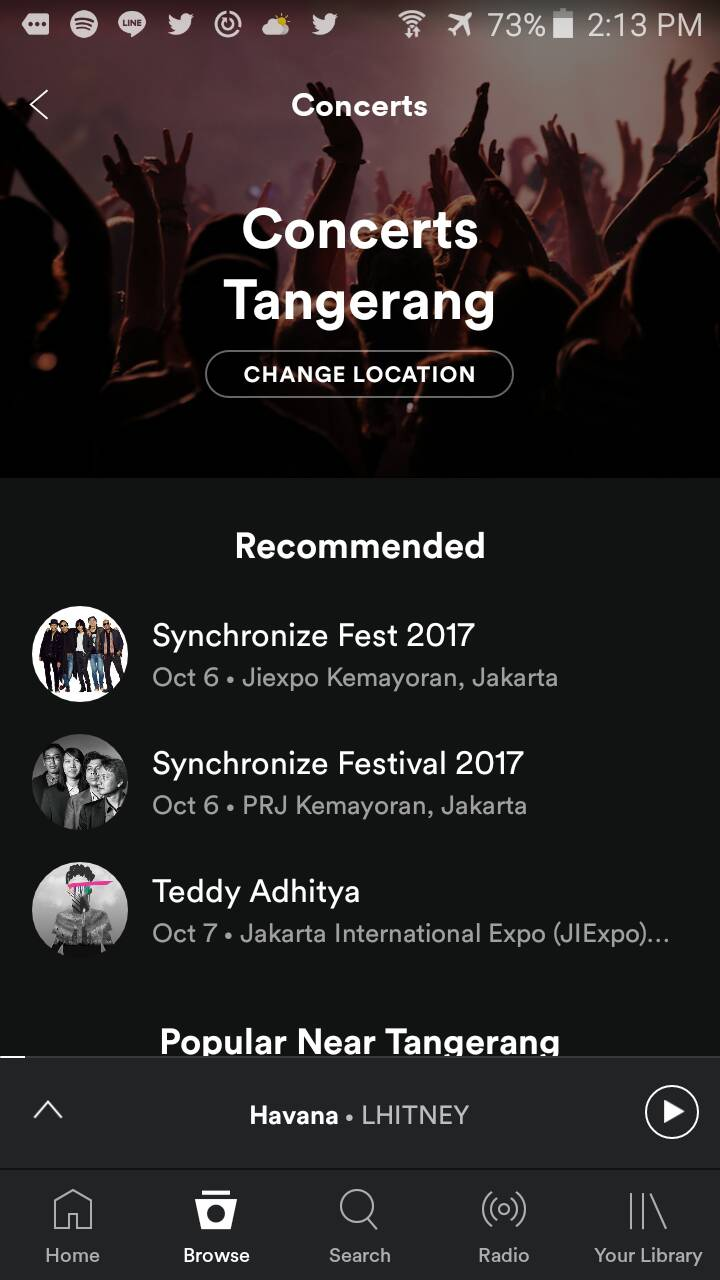 LINE
73% 2:13 PM
Concerts
Concerts
Tangerang
CHANGE LOCATION
Recommended
Synchronize Fest 2017
Oct 6 • Jiexpo Kemayoran, Jakarta
Synchronize Festival 2017
Oct 6 • PRJ Kemayoran, Jakarta
Teddy Adhitya
Oct 7 • Jakarta International Expo (JIExpo)...
Popular Near Tangerang
Havana • LHITNEY
Home Browse Search Radio Your Library